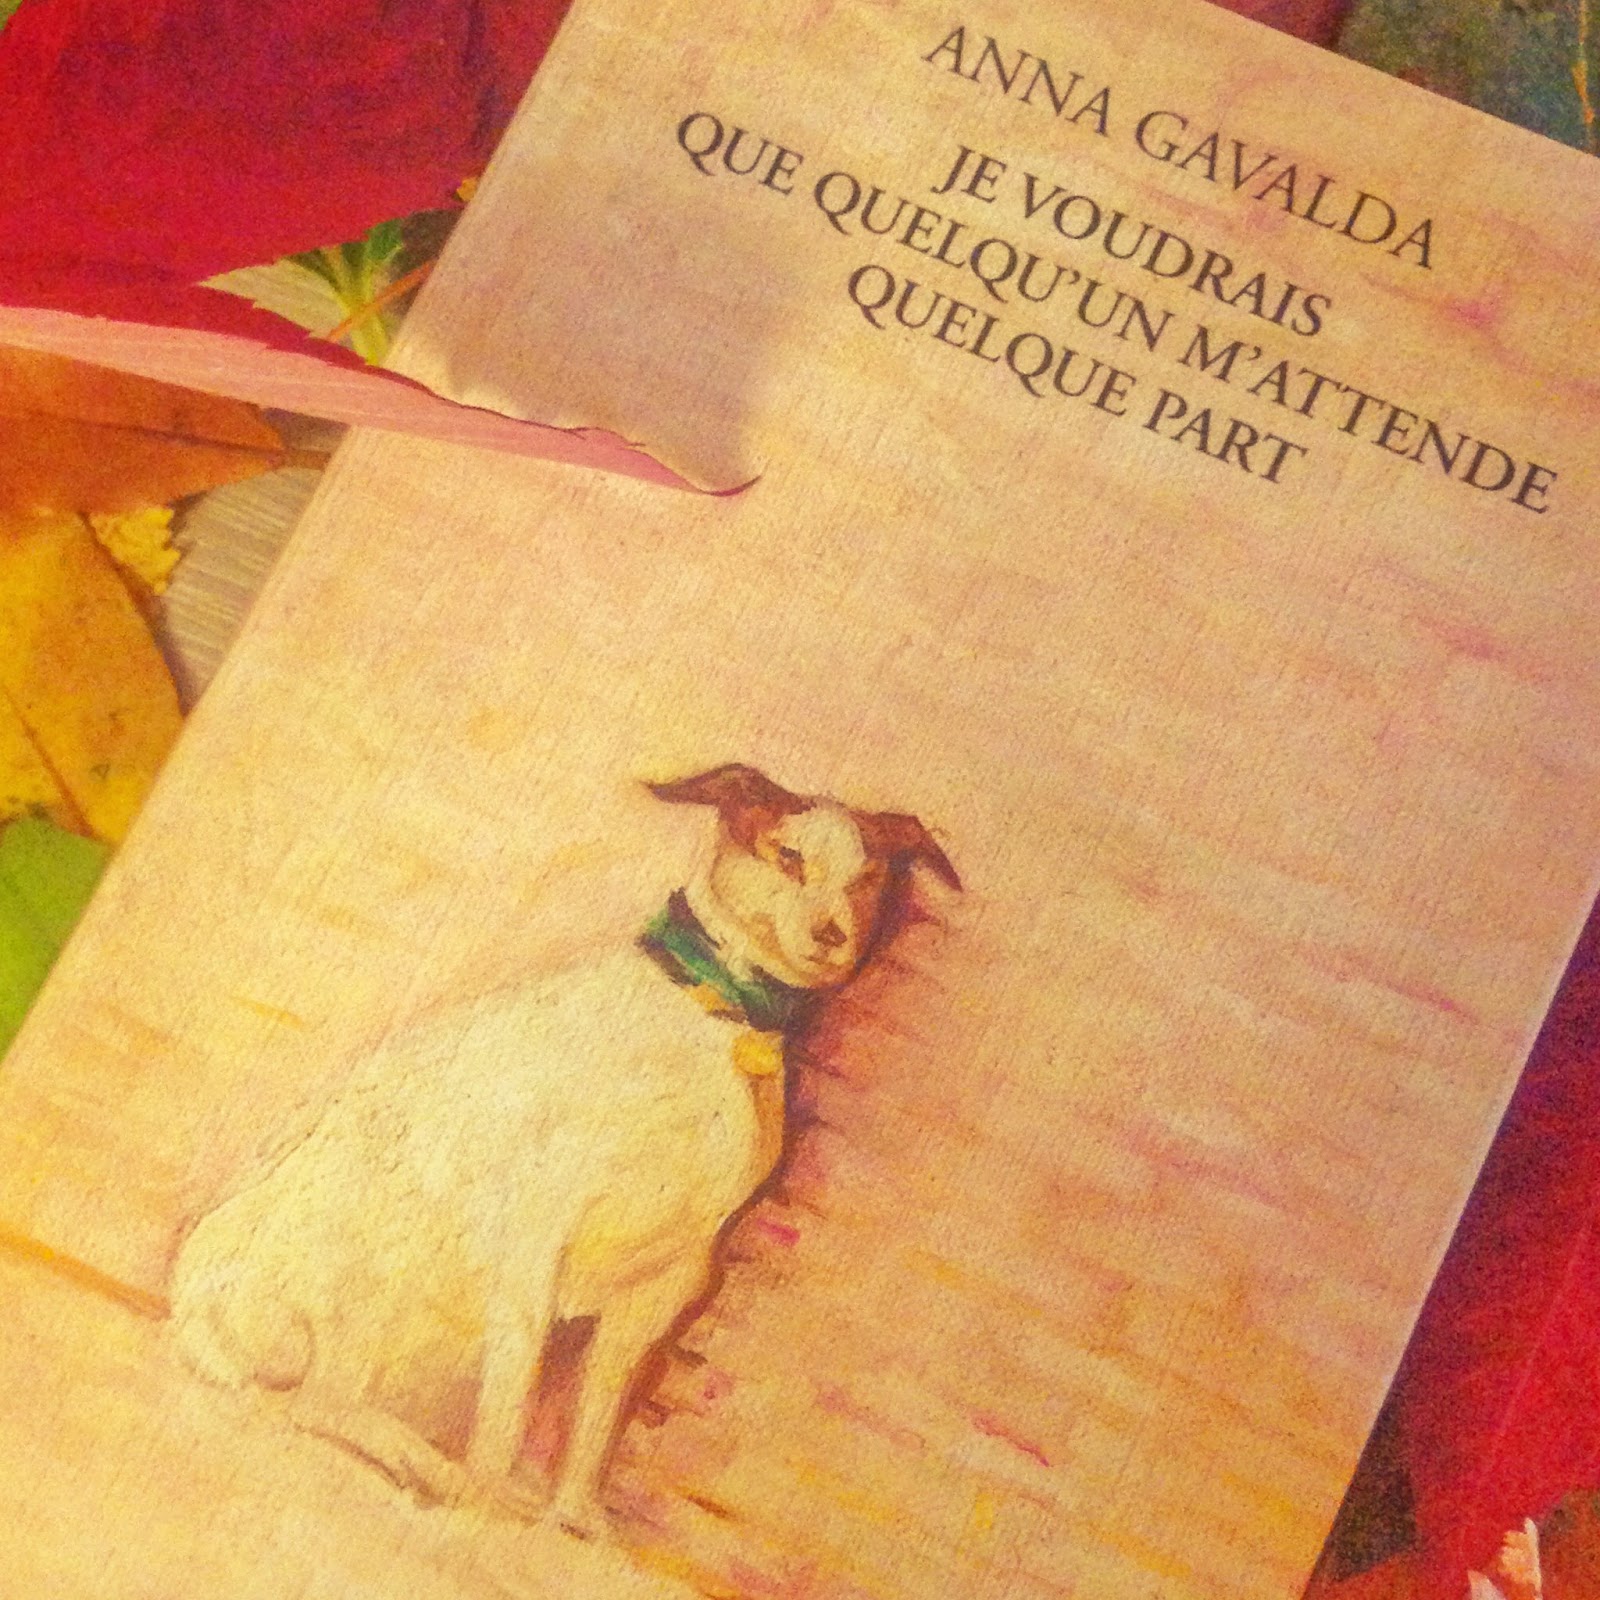 ANNA GAVALDA
JE VOUDRAIS
QUE QUELQU'UN M'ATTENDE
QUELQUE PART